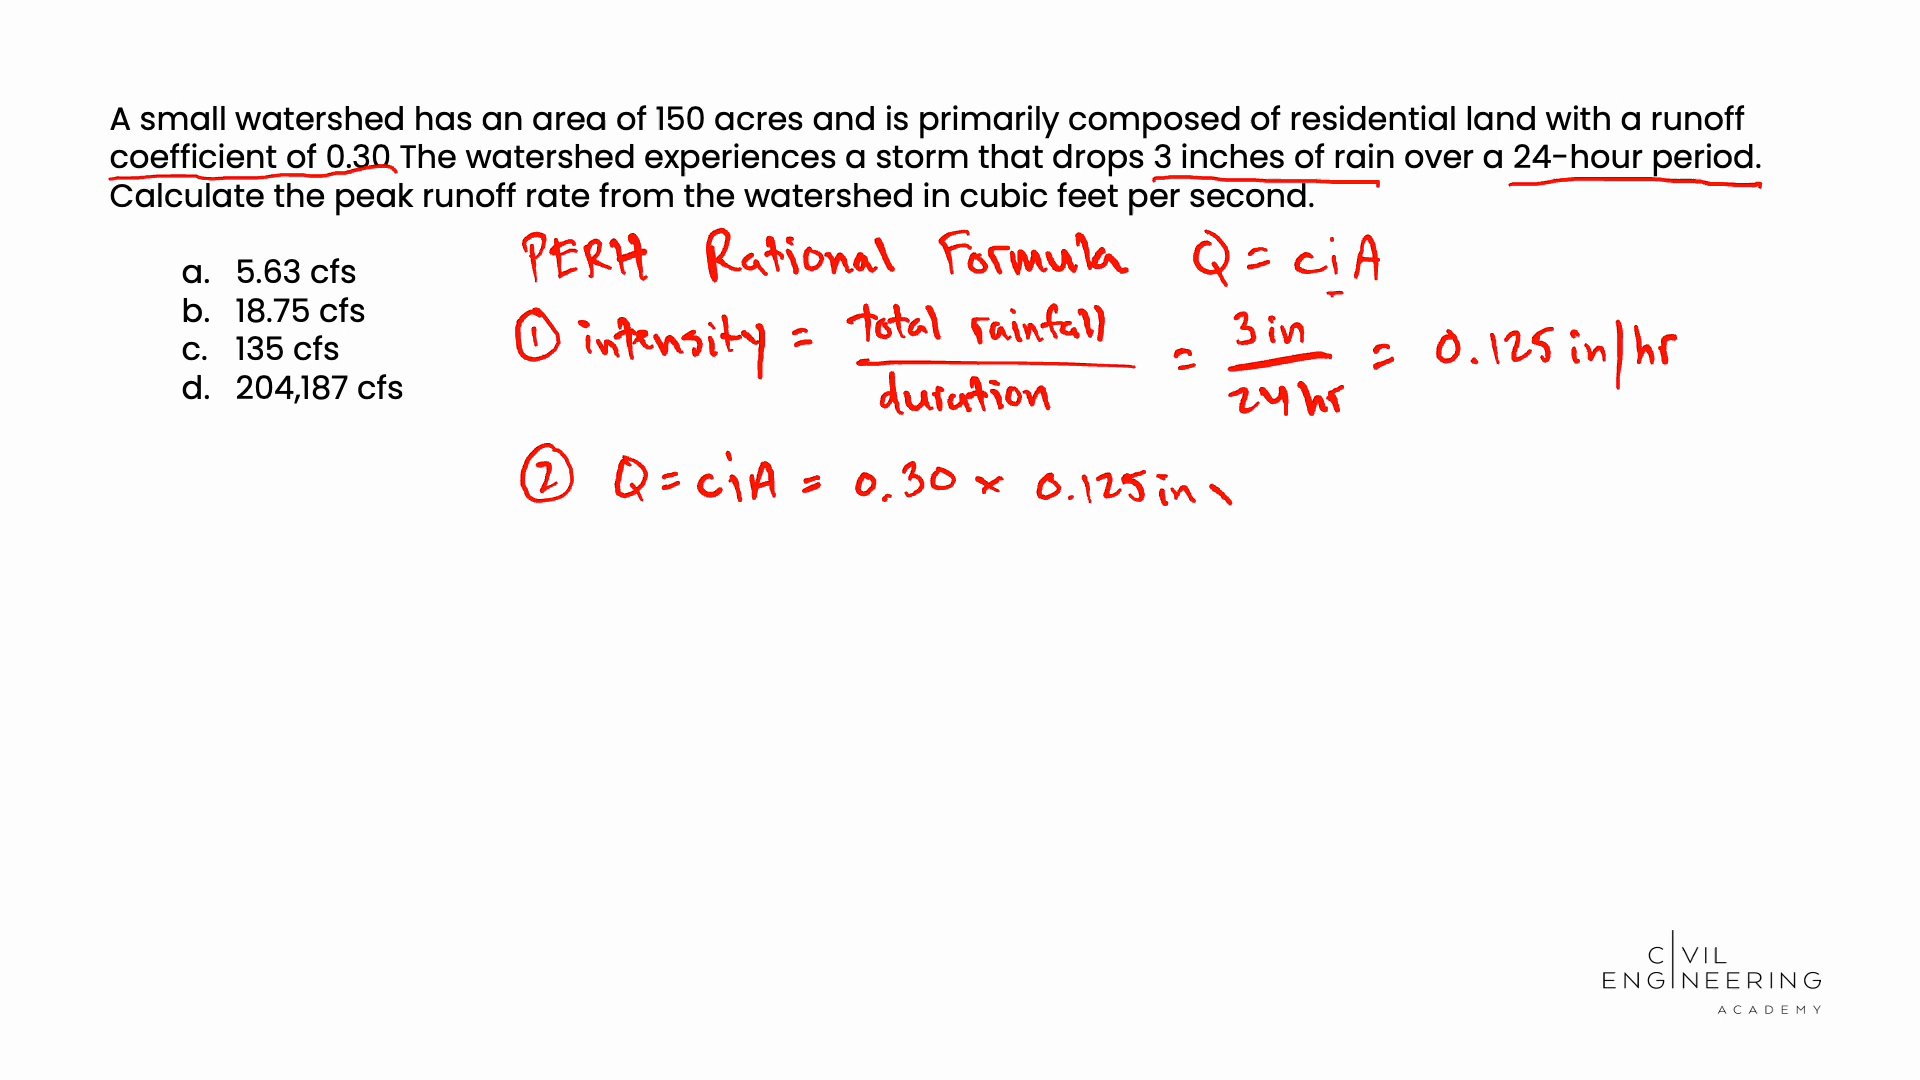 A small watershed has an area of 150 acres and is primarily composed of residential land with a runoff
coefficient of 0.30 The watershed experiences a storm that drops 3 inches of rain over a 24-hour period.
Calculate the peak runoff rate from the watershed in cubic feet per second.
a. 5.63 cfs
b. 18.75 cfs
c. 135 cfs
d. 204,187 cfs
PERH Rational Formula Q = ciA
① intensity = total rainfall / duration = 3 in / 24 hr = 0.125 in/hr
② Q = ciA = 0.30 × 0.125 in
CIVIL
ENGINEERING
ACADEMY